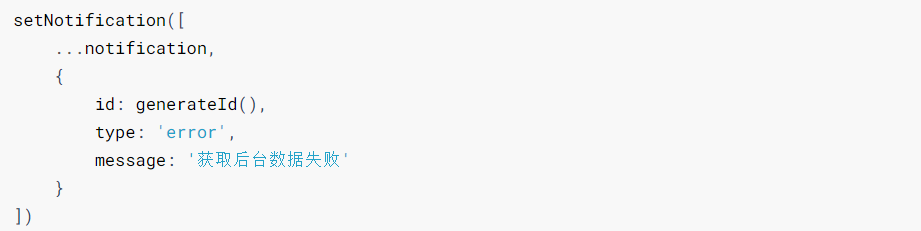 setNotification([
    ...notification,
    {
        id: generateId(),
        type: 'error',
        message: '获取后台数据失败'
    }
])